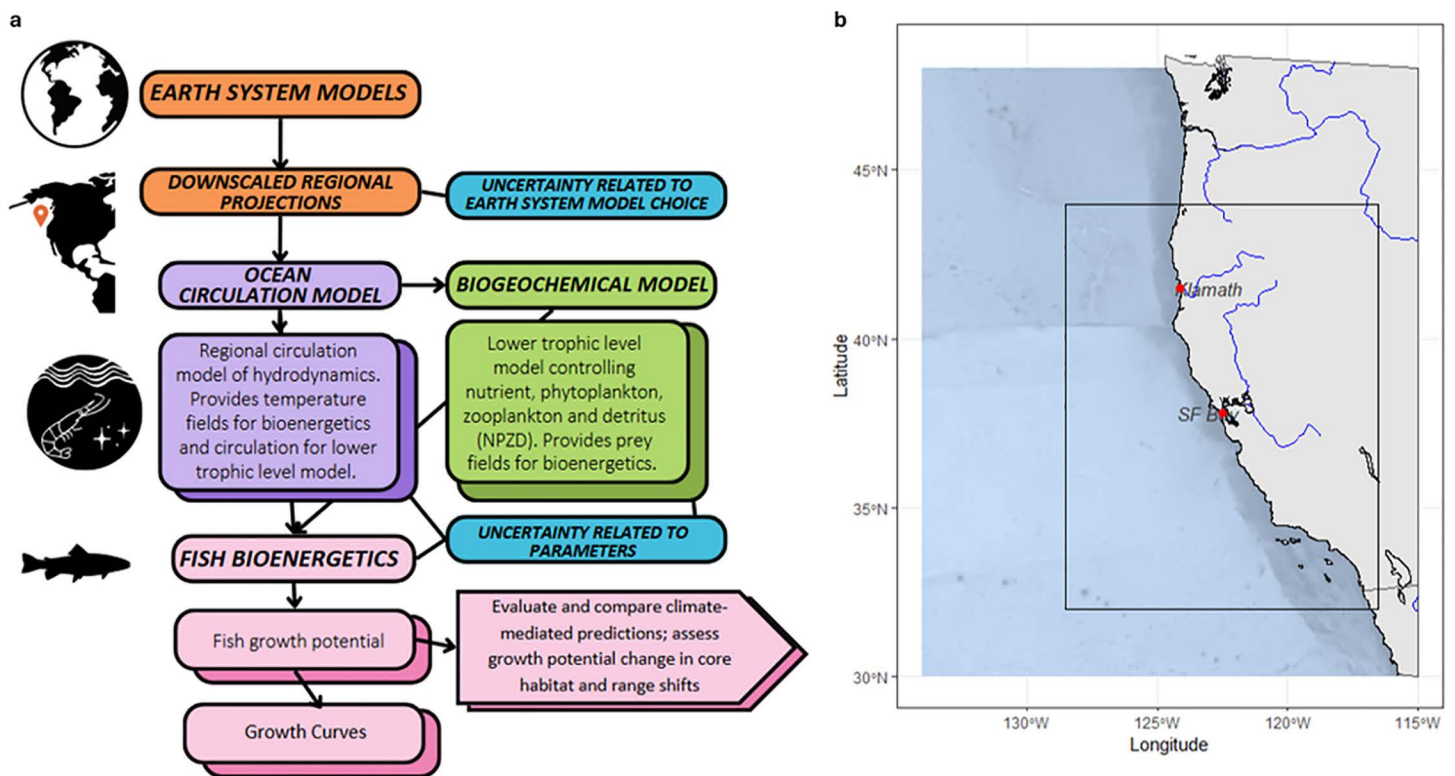 a
EARTH SYSTEM MODELS
DOWNSCALED REGIONAL
PROJECTIONS
UNCERTAINTY RELATED TO
EARTH SYSTEM MODEL CHOICE
OCEAN
CIRCULATION MODEL
BIOGEOCHEMICAL MODEL
Regional circulation
model of hydrodynamics.
Provides temperature
fields for bioenergetics
and circulation for lower
trophic level model.
Lower trophic level
model controlling
nutrient, phytoplankton,
zooplankton and detritus
(NPZD). Provides prey
fields for bioenergetics.
UNCERTAINTY RELATED TO
PARAMETERS
FISH BIOENERGETICS
Fish growth potential
Evaluate and compare climate-
mediated predictions; assess
growth potential change in core
habitat and range shifts
Growth Curves
b
45°N
40°N
35°N
30°N
Latitude
Klamath
SF Bay
130°W
125°W
120°W
115°W
Longitude